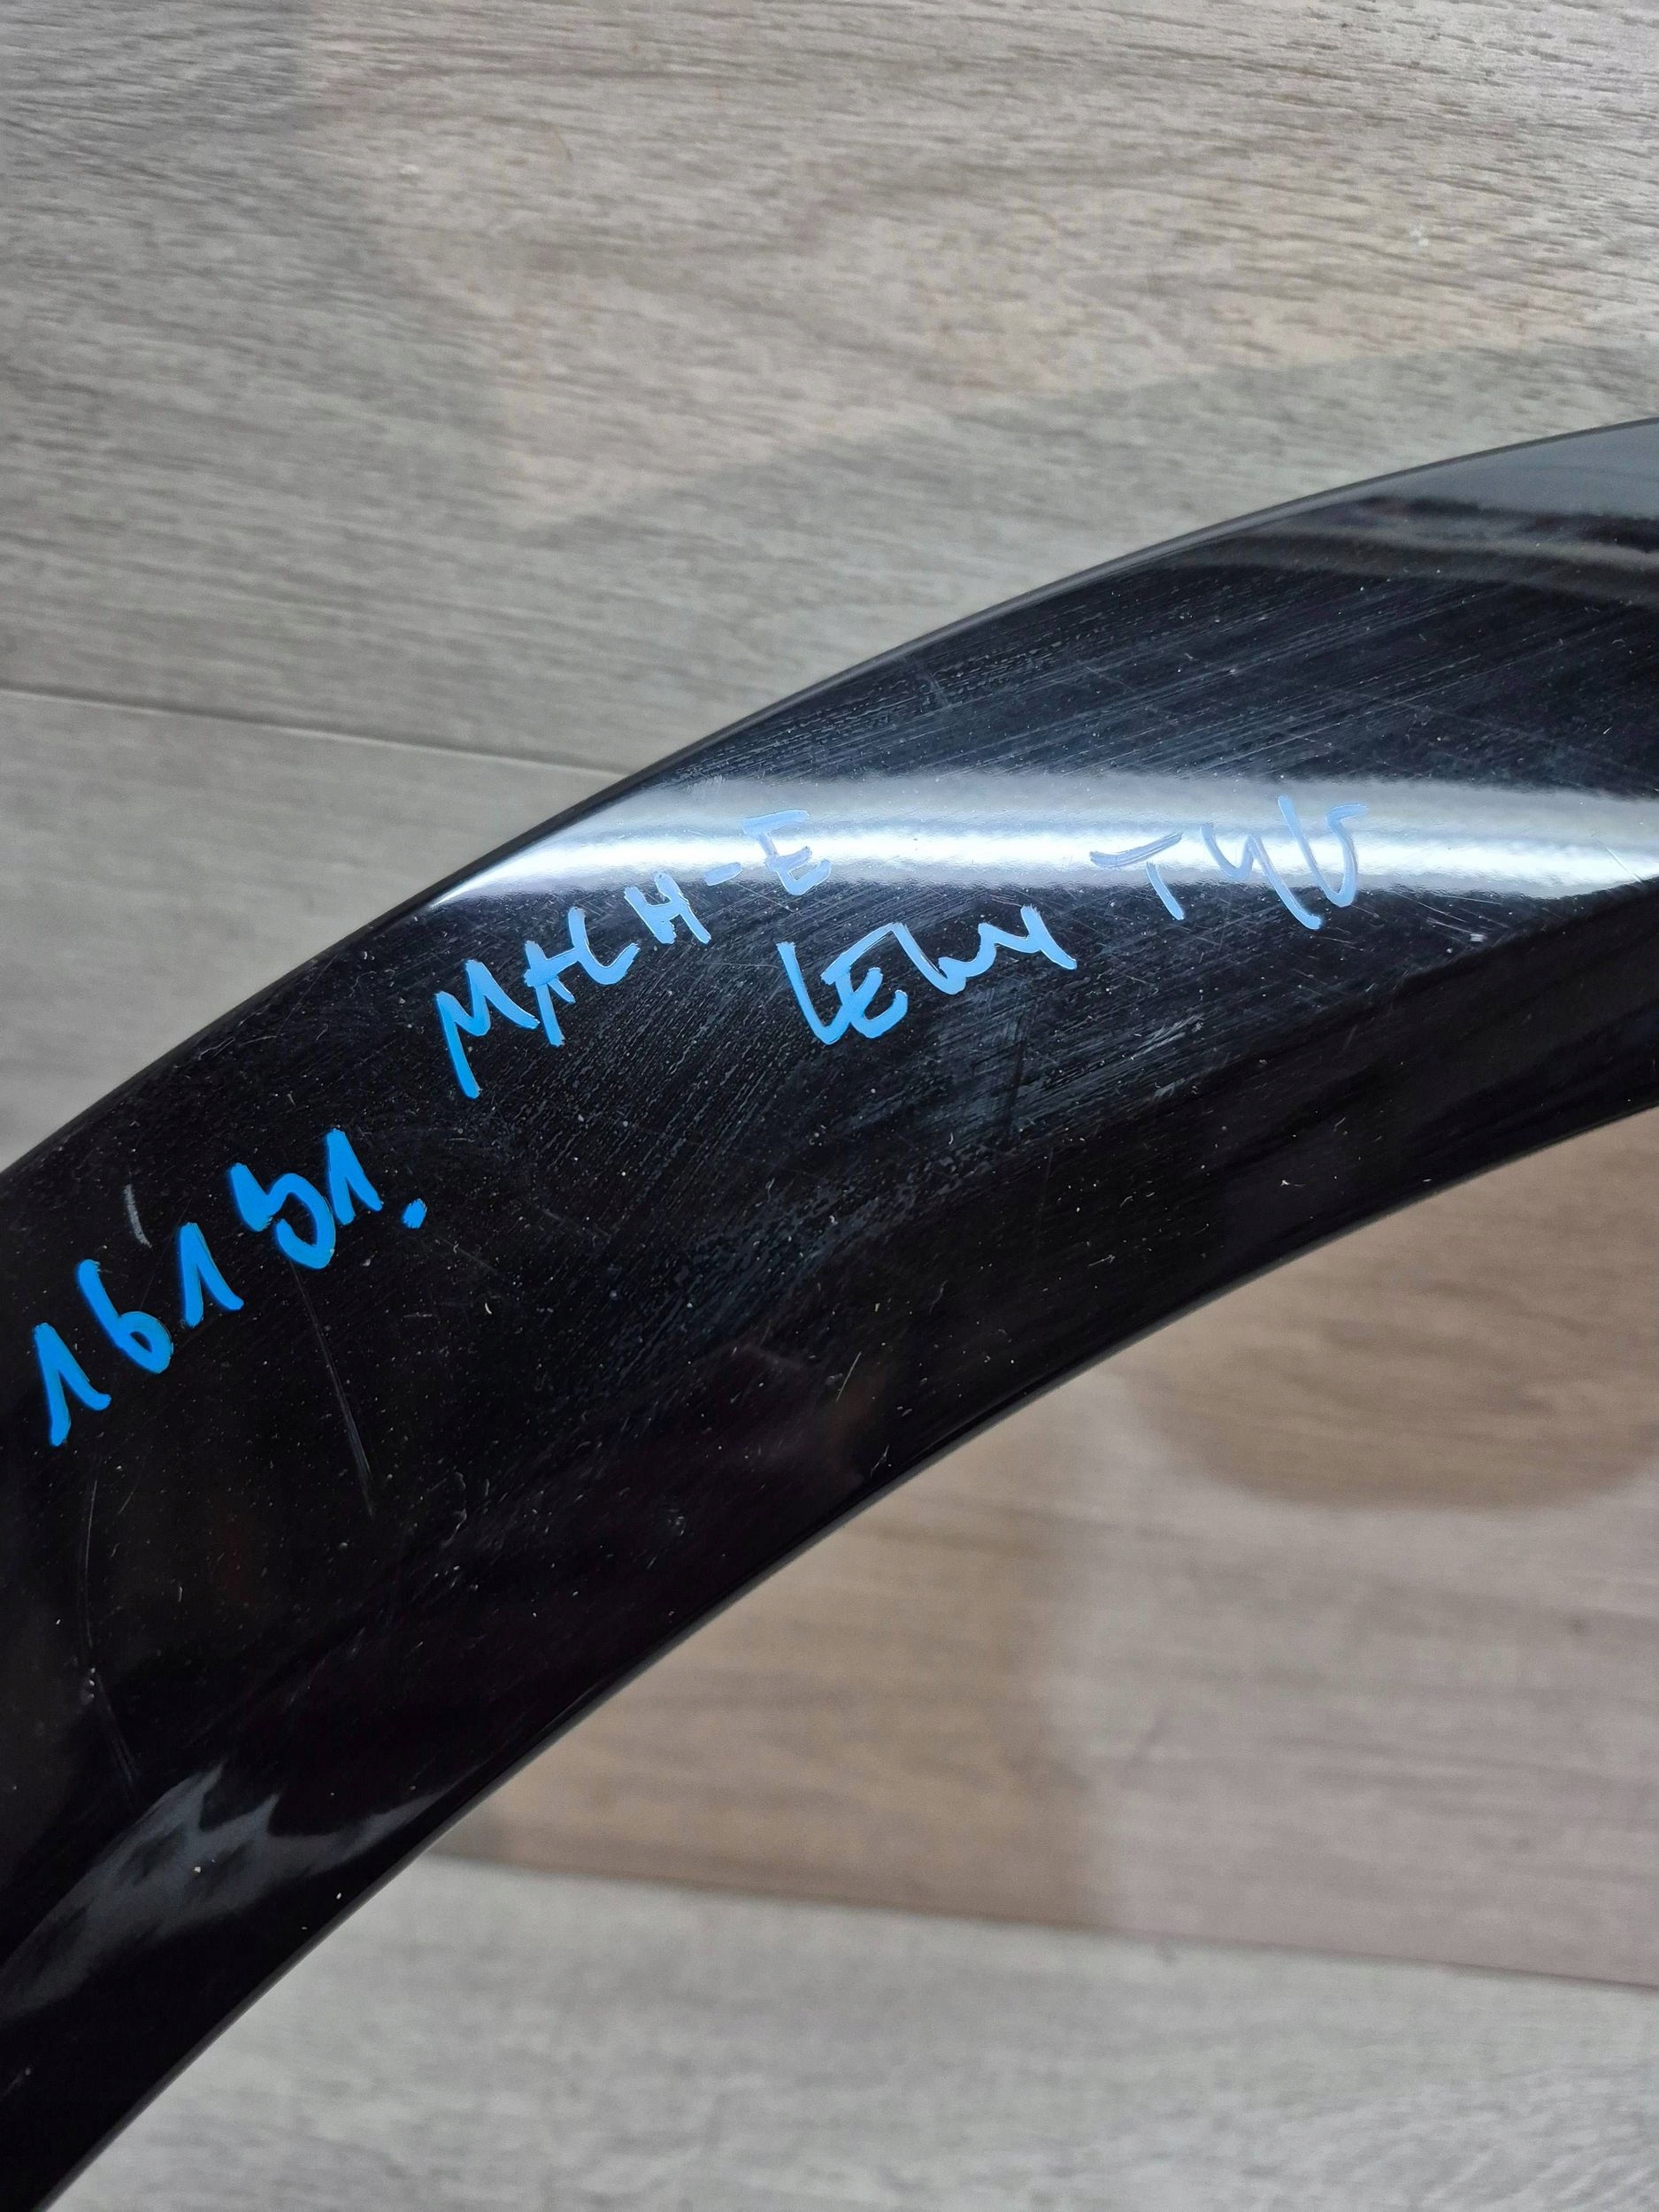 16151.
MACH-E
LEWY TYŁ